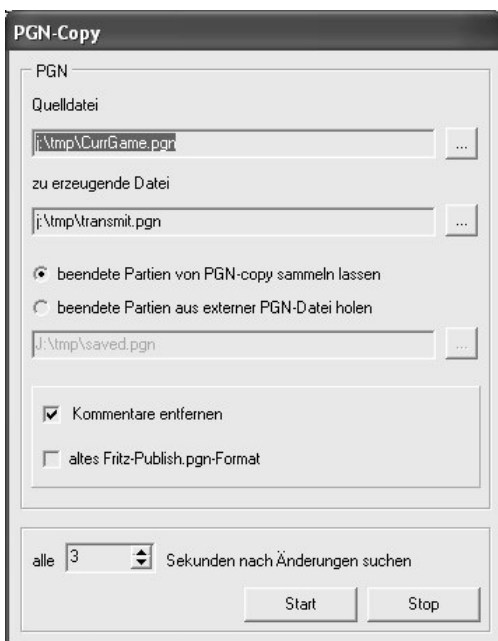 PGN-Copy
PGN
Quelldatei
j:\tmp\CurrGame.pgn
...
zu erzeugende Datei
j:\tmp\transmit.pgn
...
beendete Partien von PGN-copy sammeln lassen
beendete Partien aus externer PGN-Datei holen
J:\tmp\saved.pgn
...
Kommentare entfernen
altes Fritz-Publish.pgn-Format
alle 3 Sekunden nach Änderungen suchen
Start Stop